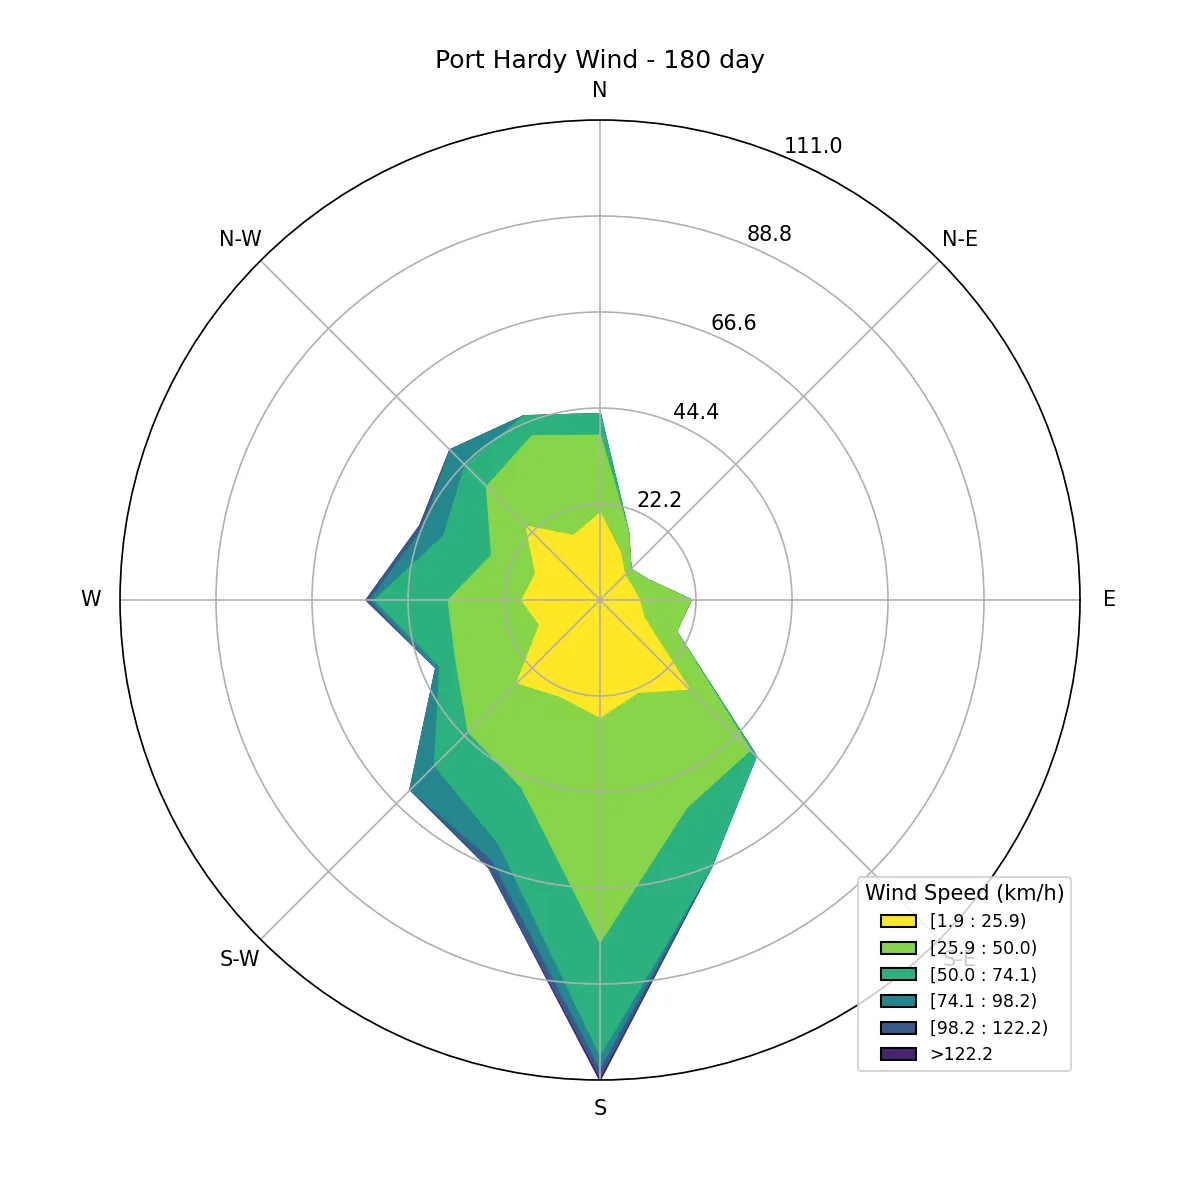 Port Hardy Wind - 180 day
N
111.0
N-W
88.8
N-E
66.6
44.4
22.2
W
E
Wind Speed (km/h)
[1.9 : 25.9)
[25.9 : 50.0)
S-W
S-E
[50.0 : 74.1)
[74.1 : 98.2)
[98.2 : 122.2)
>122.2
S